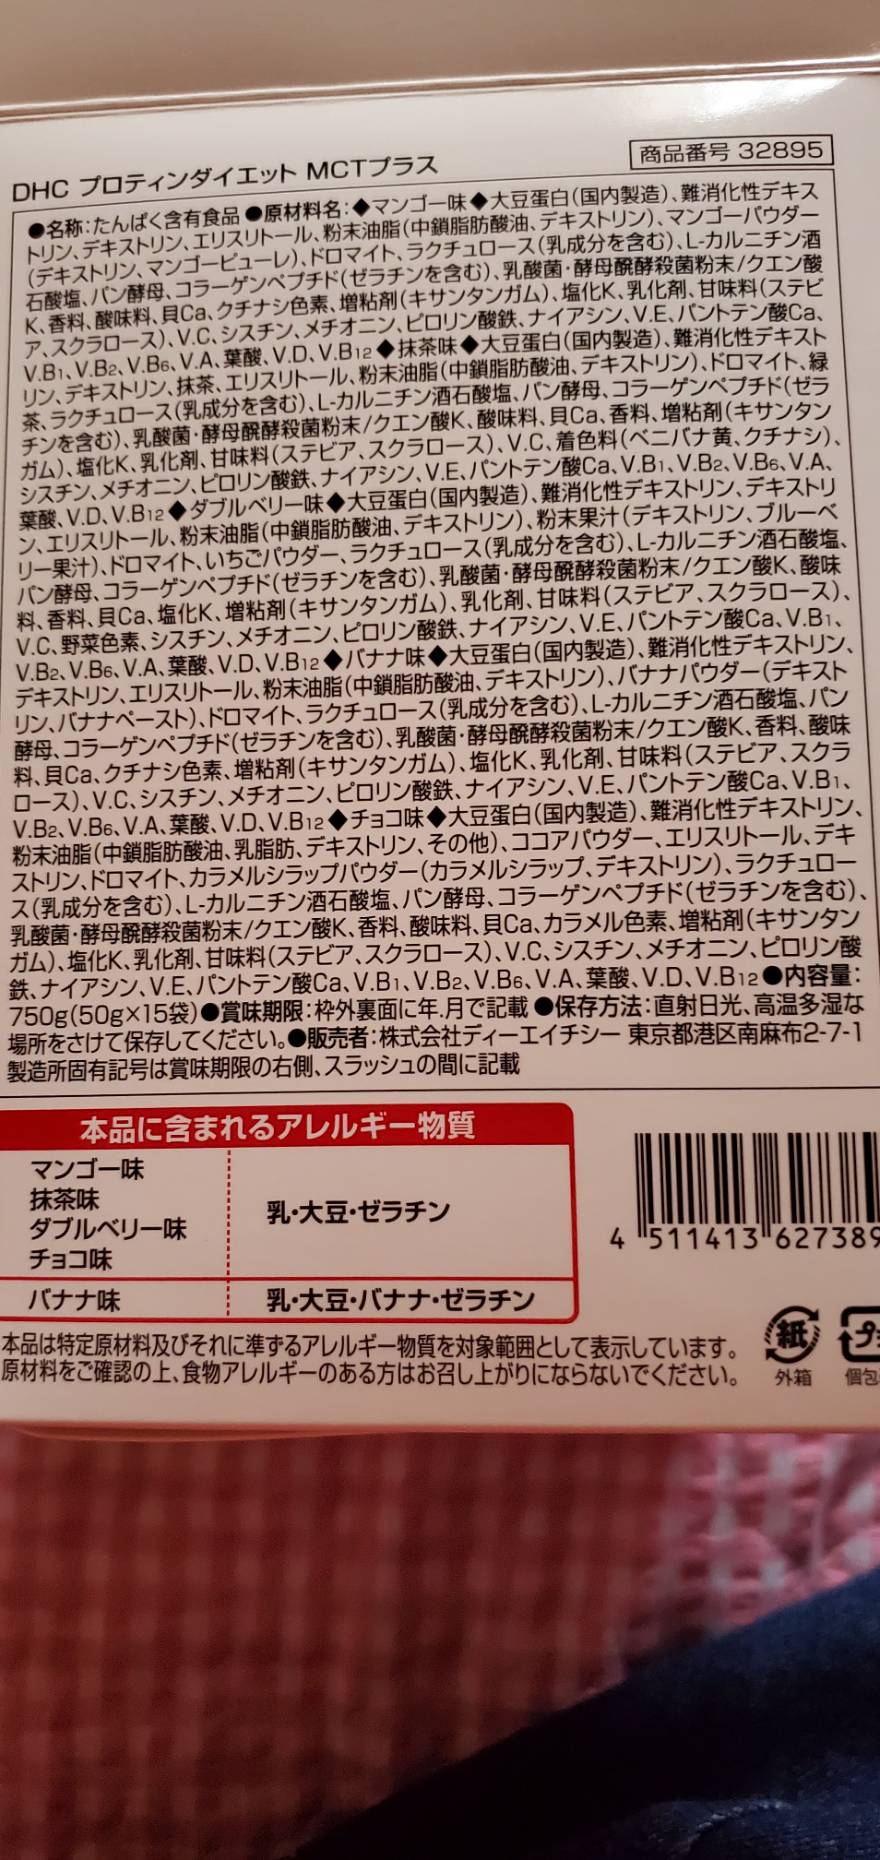 DHC プロティンダイエット MCTプラス
商品番号 32895
●名称:たんぱく含有食品 ●原材料名:◆マンゴー味◆大豆蛋白(国内製造)、難消化性デキス
トリン、デキストリン、エリスリトール、粉末油脂(中鎖脂肪酸油、デキストリン)、マンゴーパウダー
(デキストリン、マンゴーピューレ)、ドロマイト、ラクチュロース(乳成分を含む)、L-カルニチン酒
石酸塩、パン酵母、コラーゲンペプチド(ゼラチンを含む)、乳酸菌・酵母醗酵殺菌粉末/クエン酸
K、香料、酸味料、貝Ca、クチナシ色素、増粘剤(キサンタンガム)、塩化K、乳化剤、甘味料(ステビ
ア、スクラロース)、V.C、シスチン、メチオニン、ピロリン酸鉄、ナイアシン、V.E、パントテン酸Ca、
V.B1、V.B2、V.B6、V.A、葉酸、V.D、V.B12◆抹茶味◆大豆蛋白(国内製造)、難消化性デキスト
リン、デキストリン、抹茶、エリスリトール、粉末油脂(中鎖脂肪酸油、デキストリン)、ドロマイト、緑
茶、ラクチュロース(乳成分を含む)、L-カルニチン酒石酸塩、パン酵母、コラーゲンペプチド(ゼラ
チンを含む)、乳酸菌・酵母醗酵殺菌粉末/クエン酸K、酸味料、貝Ca、香料、増粘剤(キサンタン
ガム)、塩化K、乳化剤、甘味料(ステビア、スクラロース)、V.C、着色料(ベニバナ黄、クチナシ)、
シスチン、メチオニン、ピロリン酸鉄、ナイアシン、V.E、パントテン酸Ca、V.B1、V.B2、V.B6、V.A、
葉酸、V.D、V.B12◆ダブルベリー味◆大豆蛋白(国内製造)、難消化性デキストリン、デキストリ
ン、エリスリトール、粉末油脂(中鎖脂肪酸油、デキストリン)、粉末果汁(デキストリン、ブルーベ
リー果汁)、ドロマイト、いちごパウダー、ラクチュロース(乳成分を含む)、L-カルニチン酒石酸塩、
パン酵母、コラーゲンペプチド(ゼラチンを含む)、乳酸菌・酵母醗酵殺菌粉末/クエン酸K、酸味
料、香料、貝Ca、塩化K、増粘剤(キサンタンガム)、乳化剤、甘味料(ステビア、スクラロース)、
V.C、野菜色素、シスチン、メチオニン、ピロリン酸鉄、ナイアシン、V.E、パントテン酸Ca、V.B1、
V.B2、V.B6、V.A、葉酸、V.D、V.B12◆バナナ味◆大豆蛋白(国内製造)、難消化性デキストリン、
デキストリン、エリスリトール、粉末油脂(中鎖脂肪酸油、デキストリン)、バナナパウダー(デキスト
リン、バナナペースト)、ドロマイト、ラクチュロース(乳成分を含む)、L-カルニチン酒石酸塩、パン
酵母、コラーゲンペプチド(ゼラチンを含む)、乳酸菌・酵母醗酵殺菌粉末/クエン酸K、香料、酸味
料、貝Ca、クチナシ色素、増粘剤(キサンタンガム)、塩化K、乳化剤、甘味料(ステビア、スクラ
ロース)、V.C、シスチン、メチオニン、ピロリン酸鉄、ナイアシン、V.E、パントテン酸Ca、V.B1、
V.B2、V.B6、V.A、葉酸、V.D、V.B12◆チョコ味◆大豆蛋白(国内製造)、難消化性デキストリン、
粉末油脂(中鎖脂肪酸油、乳脂肪、デキストリン、その他)、ココアパウダー、エリスリトール、デキ
ストリン、ドロマイト、カラメルシラップパウダー(カラメルシラップ、デキストリン)、ラクチュロー
ス(乳成分を含む)、L-カルニチン酒石酸塩、パン酵母、コラーゲンペプチド(ゼラチンを含む)、
乳酸菌・酵母醗酵殺菌粉末/クエン酸K、香料、酸味料、貝Ca、カラメル色素、増粘剤(キサンタン
ガム)、塩化K、乳化剤、甘味料(ステビア、スクラロース)、V.C、シスチン、メチオニン、ピロリン酸
鉄、ナイアシン、V.E、パントテン酸Ca、V.B1、V.B2、V.B6、V.A、葉酸、V.D、V.B12●内容量:
750g(50g×15袋)●賞味期限:枠外裏面に年.月で記載 ●保存方法:直射日光、高温多湿な
場所をさけて保存してください。●販売者:株式会社ディーエイチシー 東京都港区南麻布2-7-1
製造所固有記号は賞味期限の右側、スラッシュの間に記載
本品に含まれるアレルギー物質
マンゴー味
抹茶味
ダブルベリー味
チョコ味
乳・大豆・ゼラチン
バナナ味
乳・大豆・バナナ・ゼラチン
4 511413 627389
本品は特定原材料及びそれに準ずるアレルギー物質を対象範囲として表示しています。
原材料をご確認の上、食物アレルギーのある方はお召し上がりにならないでください。
紙
外箱
プ
個包